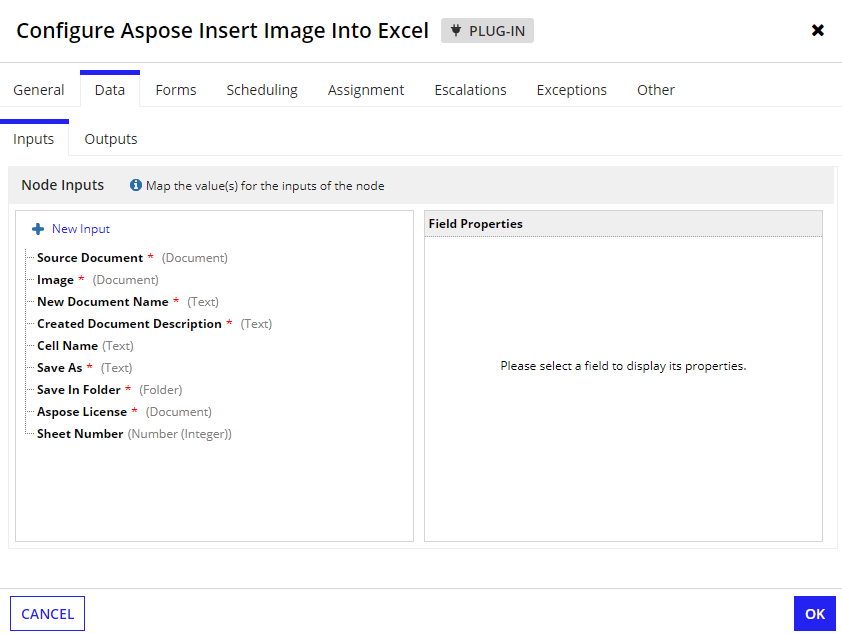 Configure Aspose Insert Image Into Excel PLUG-IN
General Data Forms Scheduling Assignment Escalations Exceptions Other
Inputs Outputs
Node Inputs Map the value(s) for the inputs of the node
New Input
Source Document * (Document)
Image * (Document)
New Document Name * (Text)
Created Document Description * (Text)
Cell Name (Text)
Save As * (Text)
Save In Folder * (Folder)
Aspose License * (Document)
Sheet Number (Number (Integer))
Field Properties
Please select a field to display its properties.
CANCEL OK